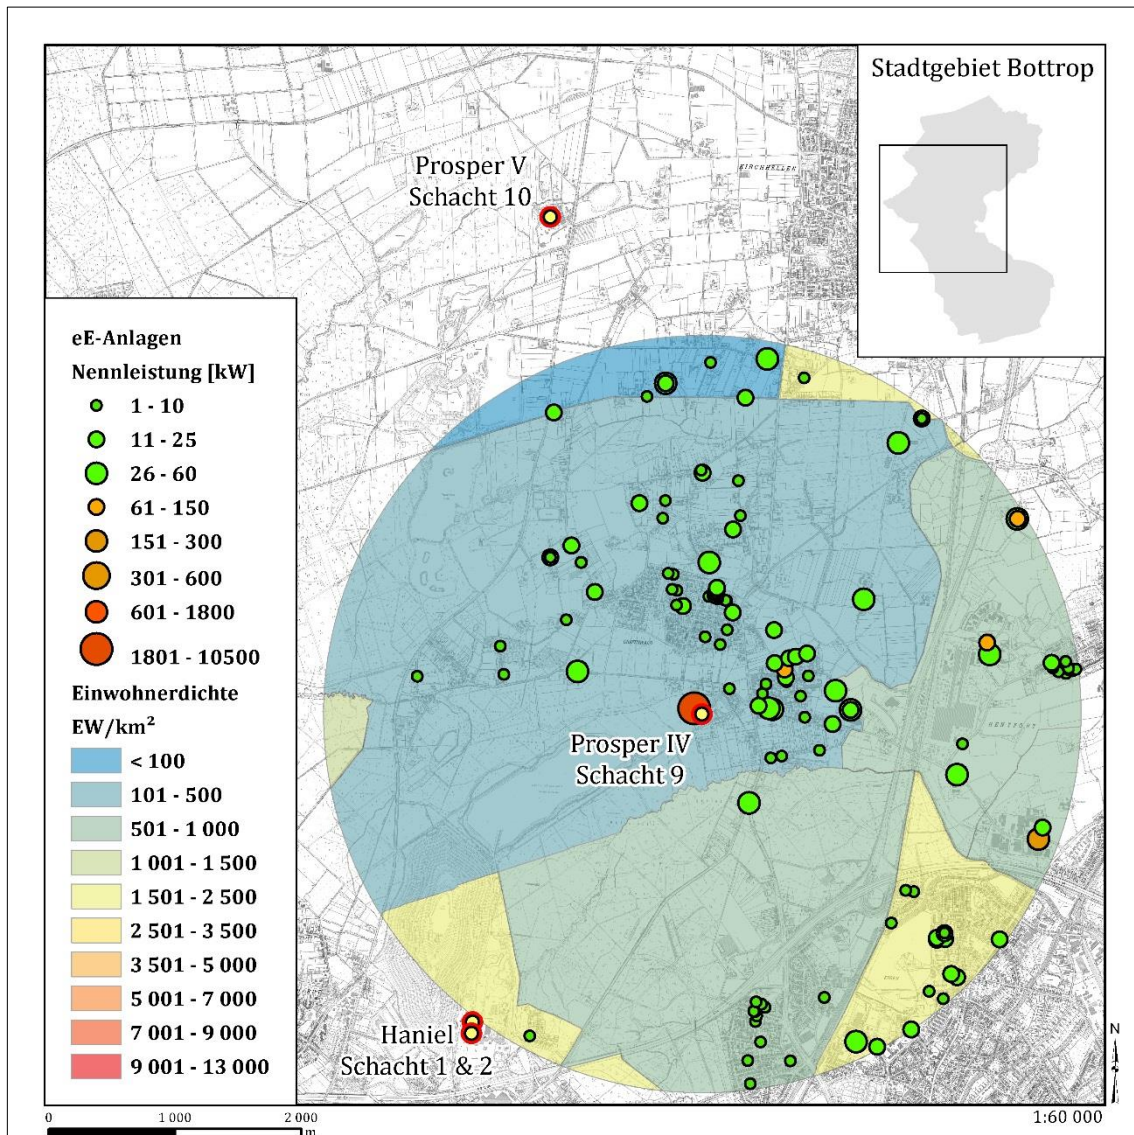 Stadtgebiet Bottrop
Prosper V
Schacht 10
KIRCHHELLEN
eE-Anlagen
Nennleistung [kW]
1 - 10
11 - 25
26 - 60
61 - 150
151 - 300
301 - 600
601 - 1800
1801 - 10500
Einwohnerdichte
EW/km²
< 100
101 - 500
501 - 1 000
1 001 - 1 500
1 501 - 2 500
2 501 - 3 500
3 501 - 5 000
5 001 - 7 000
7 001 - 9 000
9 001 - 13 000
Prosper IV
Schacht 9
Haniel
Schacht 1 & 2
N
0 1 000 2 000
m
1:60 000